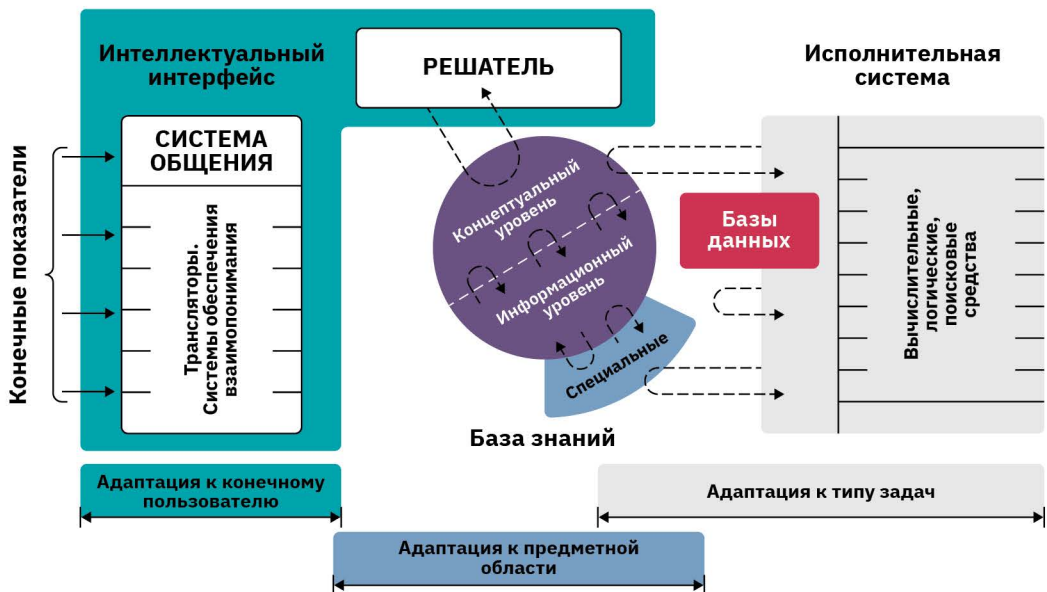 Интеллектуальный
интерфейс
РЕШАТЕЛЬ
Исполнительная
система
СИСТЕМА
ОБЩЕНИЯ
Конечные показатели
Трансляторы.
Системы обеспечения
взаимопонимания
Концептуальный
уровень
Информационный
уровень
Специальные
База знаний
Базы
данных
Вычислительные,
логические,
поисковые
средства
Адаптация к конечному
пользователю
Адаптация к типу задач
Адаптация к предметной
области